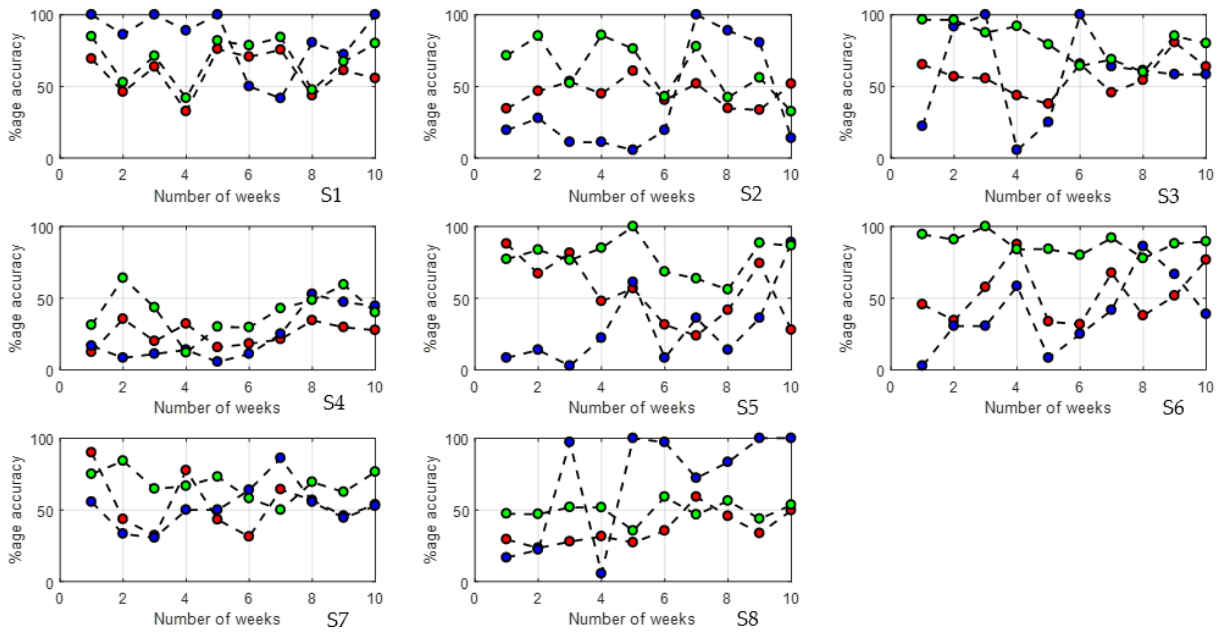 %age accuracy
100
50
0
0 2 4 6 8 10
Number of weeks S1
%age accuracy
100
50
0
0 2 4 6 8 10
Number of weeks S2
%age accuracy
100
50
0
0 2 4 6 8 10
Number of weeks S3
%age accuracy
100
50
0
0 2 4 6 8 10
Number of weeks S4
%age accuracy
100
50
0
0 2 4 6 8 10
Number of weeks S5
%age accuracy
100
50
0
0 2 4 6 8 10
Number of weeks S6
%age accuracy
100
50
0
0 2 4 6 8 10
Number of weeks S7
%age accuracy
100
50
0
0 2 4 6 8 10
Number of weeks S8